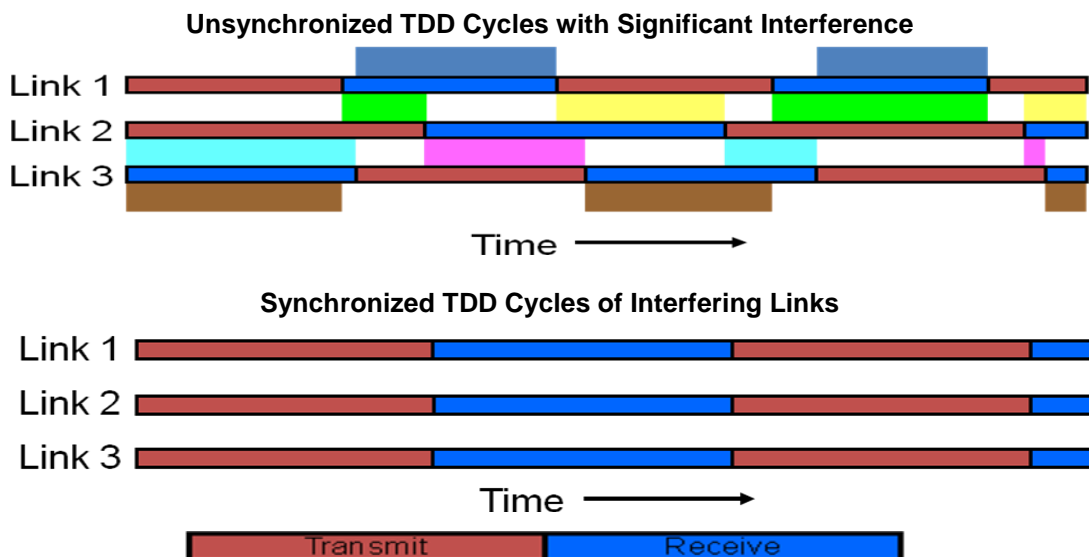 Unsynchronized TDD Cycles with Significant Interference
Link 1
Link 2
Link 3
Time
Synchronized TDD Cycles of Interfering Links
Link 1
Link 2
Link 3
Time
Transmit Receive